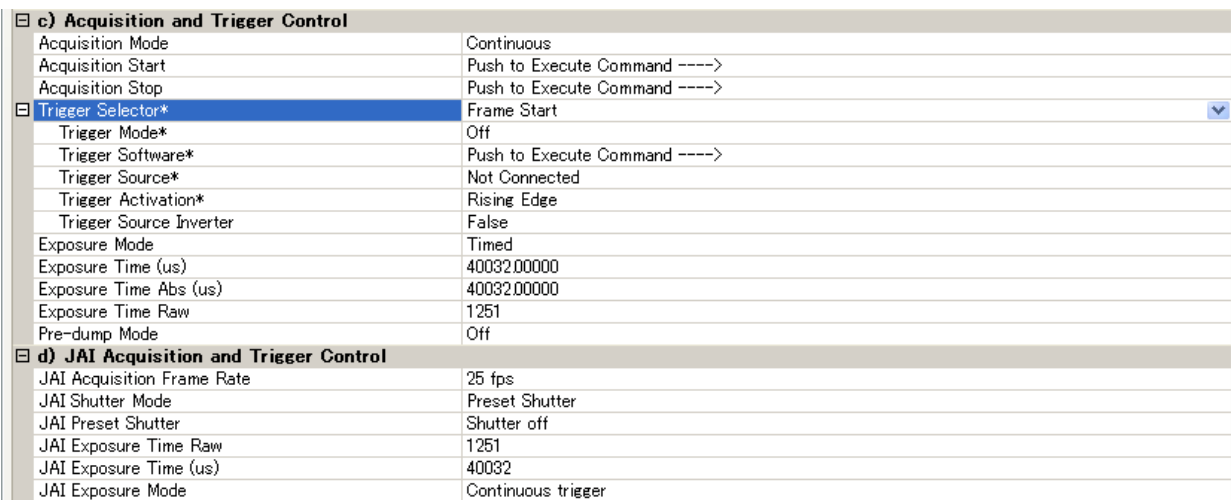 c) Acquisition and Trigger Control
Acquisition Mode Continuous
Acquisition Start Push to Execute Command ---->
Acquisition Stop Push to Execute Command ---->
Trigger Selector* Frame Start
Trigger Mode* Off
Trigger Software* Push to Execute Command ---->
Trigger Source* Not Connected
Trigger Activation* Rising Edge
Trigger Source Inverter False
Exposure Mode Timed
Exposure Time (us) 40032.00000
Exposure Time Abs (us) 40032.00000
Exposure Time Raw 1251
Pre-dump Mode Off
d) JAI Acquisition and Trigger Control
JAI Acquisition Frame Rate 25 fps
JAI Shutter Mode Preset Shutter
JAI Preset Shutter Shutter off
JAI Exposure Time Raw 1251
JAI Exposure Time (us) 40032
JAI Exposure Mode Continuous trigger